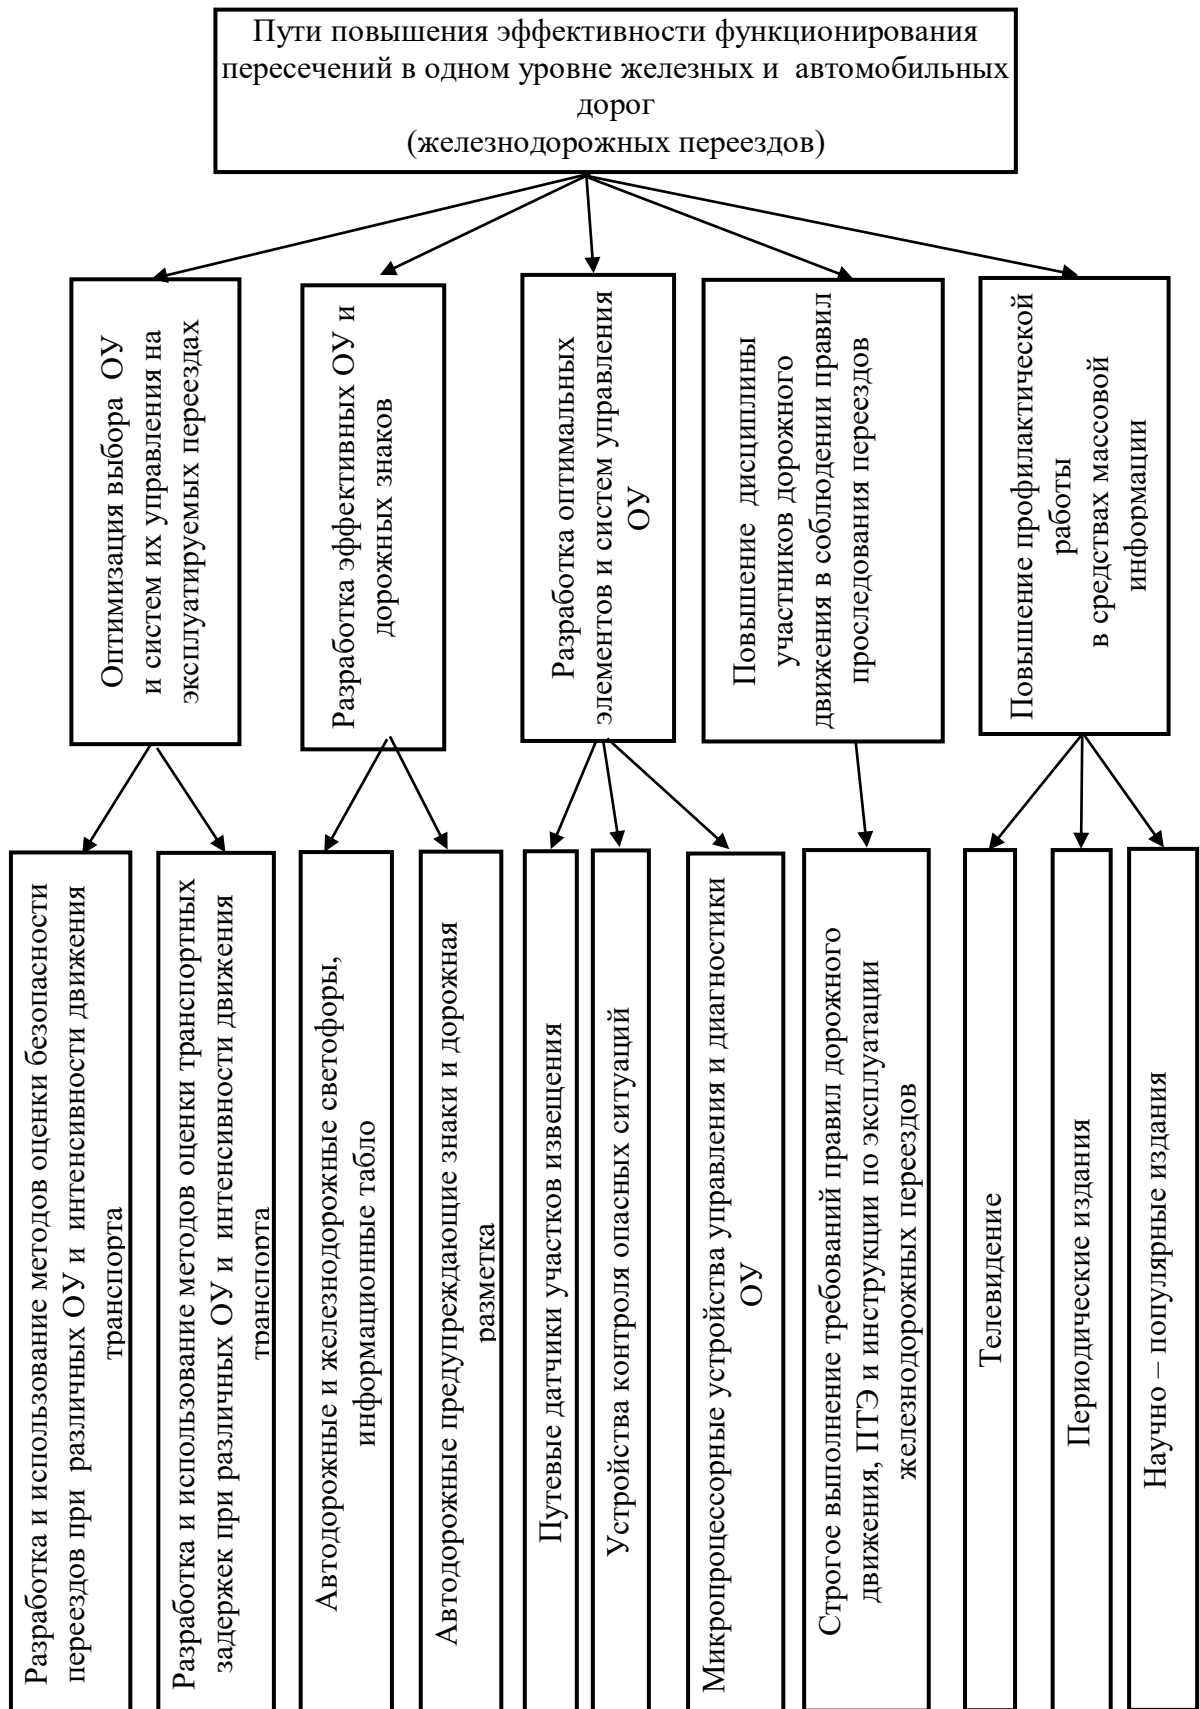 Пути повышения эффективности функционирования
пересечений в одном уровне железных и автомобильных
дорог
(железнодорожных переездов)
Оптимизация выбора ОУ
и систем их управления на
эксплуатируемых переездах
Разработка эффективных ОУ и
дорожных знаков
Разработка оптимальных
элементов и систем управления
ОУ
Повышение дисциплины
участников дорожного
движения в соблюдении правил
проследования переездов
Повышение профилактической
работы
в средствах массовой
информации
Разработка и использование методов оценки безопасности
переездов при различных ОУ и интенсивности движения
транспорта
Разработка и использование методов оценки транспортных
задержек при различных ОУ и интенсивности движения
транспорта
Автодорожные и железнодорожные светофоры,
информационные табло
Автодорожные предупреждающие знаки и дорожная
разметка
Путевые датчики участков извещения
Устройства контроля опасных ситуаций
Микропроцессорные устройства управления и диагностики
ОУ
Строгое выполнение требований правил дорожного
движения, ПТЭ и инструкции по эксплуатации
железнодорожных переездов
Телевидение
Периодические издания
Научно – популярные издания